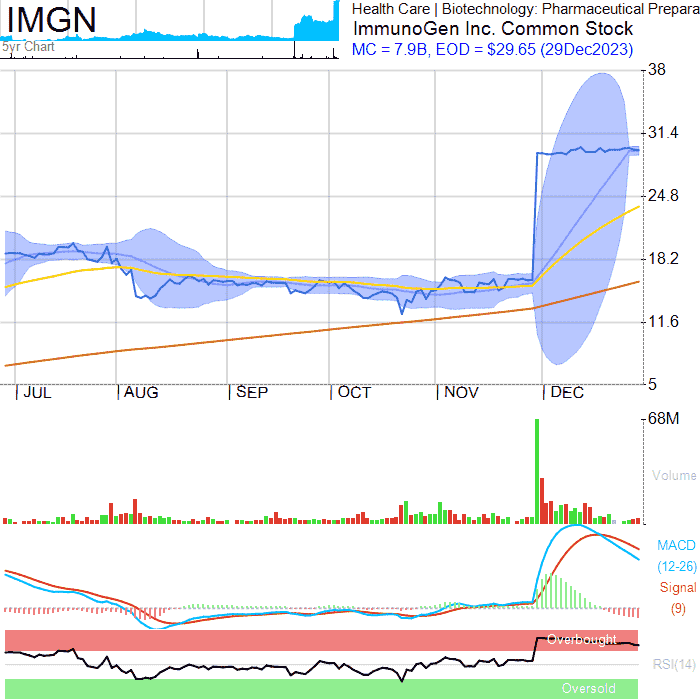 IMGN
5yr Chart
Health Care | Biotechnology: Pharmaceutical Prepara
ImmunoGen Inc. Common Stock
MC = 7.9B, EOD = $29.65 (29Dec2023)
38
31.4
24.8
18.2
11.6
5
JUL AUG SEP OCT NOV DEC
68M
Volume
MACD
(12-26)
Signal
(9)
Overbought
RSI(14)
Oversold